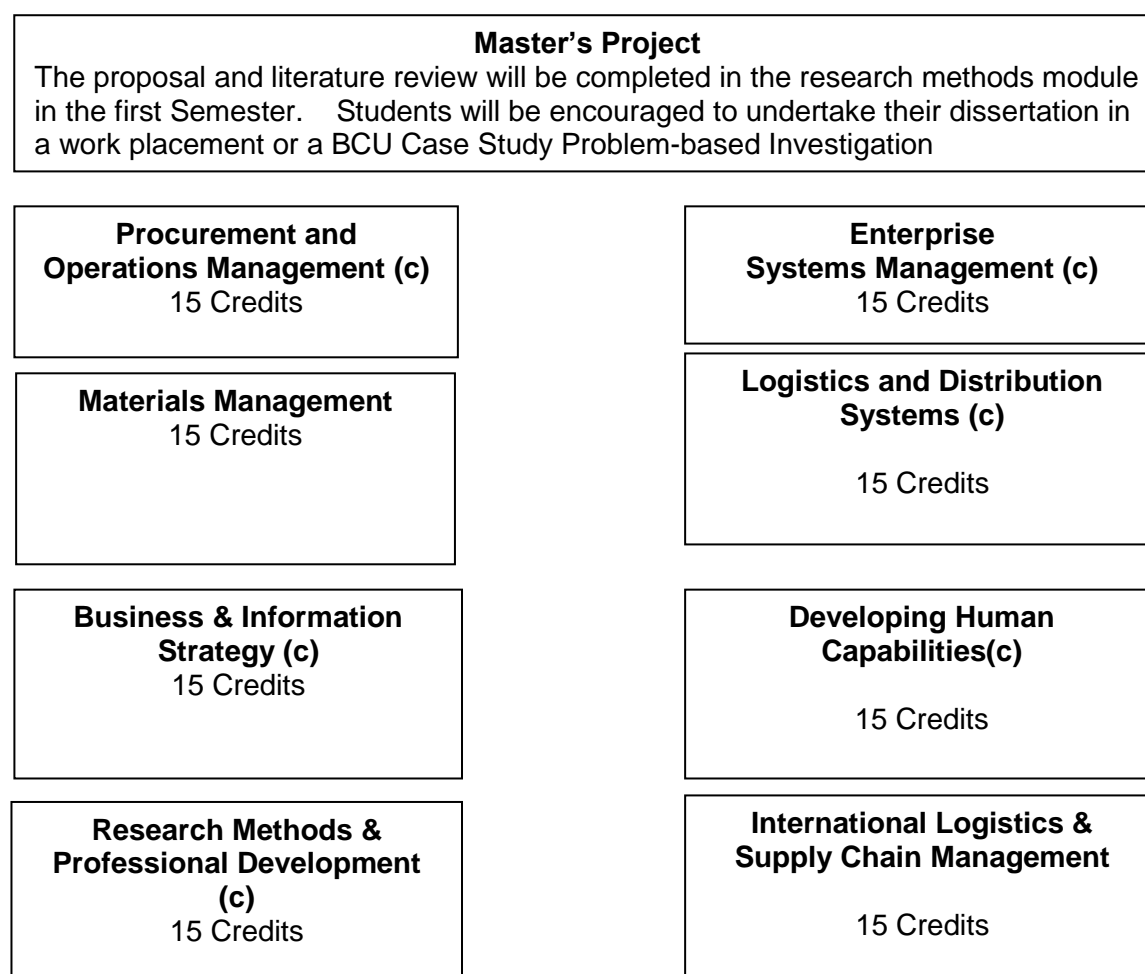 Master’s Project
The proposal and literature review will be completed in the research methods module
in the first Semester.    Students will be encouraged to undertake their dissertation in
a work placement or a BCU Case Study Problem-based Investigation
Procurement and
Operations Management (c)
15 Credits
Enterprise
Systems Management (c)
15 Credits
Materials Management
15 Credits
Logistics and Distribution
Systems (c)
15 Credits
Business & Information
Strategy (c)
15 Credits
Developing Human
Capabilities(c)
15 Credits
Research Methods &
Professional Development
(c)
15 Credits
International Logistics &
Supply Chain Management
15 Credits